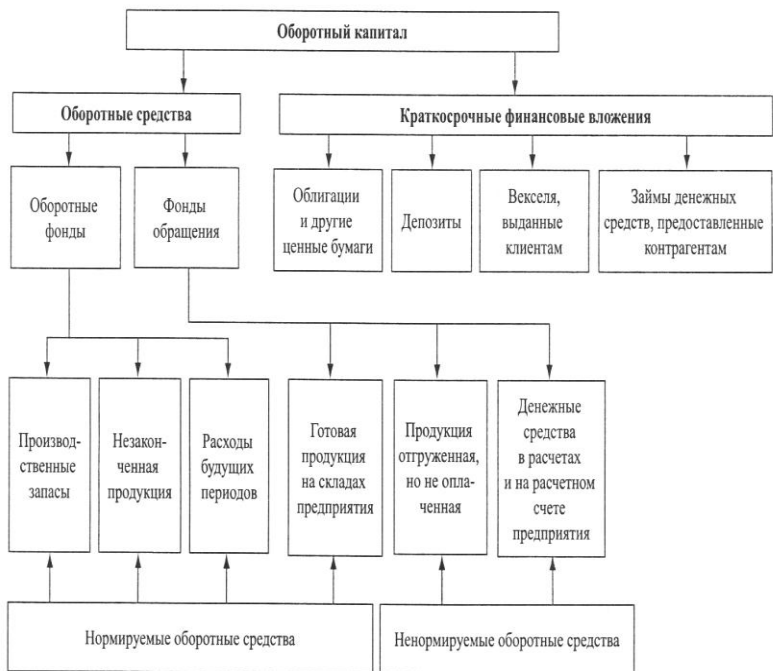 Оборотный капитал
Оборотные средства
Краткосрочные финансовые вложения
Оборотные
фонды
Фонды
обращения
Облигации
и другие
ценные бумаги
Депозиты
Векселя,
выданные
клиентам
Займы денежных
средств, предоставленные
контрагентам
Производ-
ственные
запасы
Незакон-
ченная
продукция
Расходы
будущих
периодов
Готовая
продукция
на складах
предприятия
Продукция
отгруженная,
но не опла-
ченная
Денежные
средства
в расчетах
и на расчетном
счете
предприятия
Нормируемые оборотные средства
Ненормируемые оборотные средства